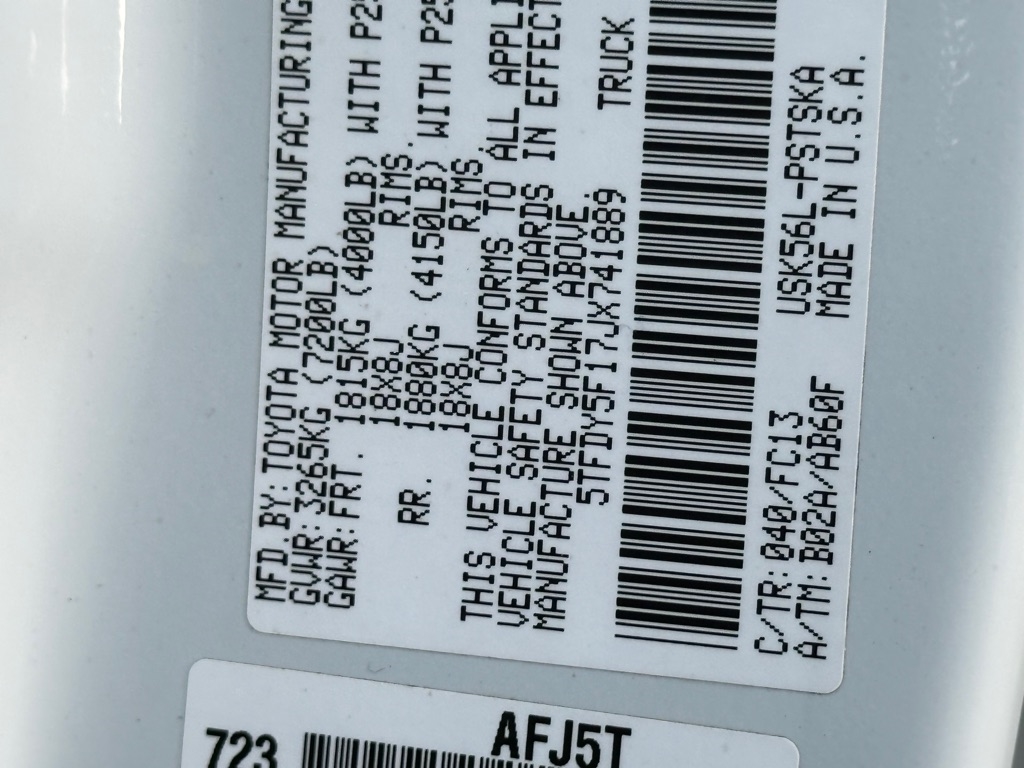 MFD.BY:TOYOTA MOTOR MANUFACTURING
GVWR:3265KG (7200LB)
GAWR:FRT. 1815KG (4000LB) WITH P2
18X8J RIMS.
RR. 1880KG (4150LB) WITH P2
18X8J RIMS.
THIS VEHICLE CONFORMS TO ALL APPLI
VEHICLE SAFETY STANDARDS IN EFFECT
MANUFACTURE SHOWN ABOVE.
5TFDY5F17JX741889 TRUCK
C/TR:040/FC13 USK56L-PSTSKA
A/TM:B02A/AB60F MADE IN U.S.A.
723 AFJ5T